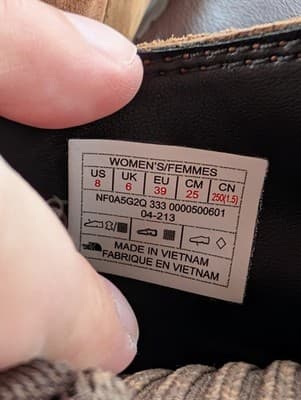 WOMEN'S/FEMMES
US UK EU CM CN
8 6 39 25 250(1.5)
NF0A5G2Q 333 0000500601
04-213
MADE IN VIETNAM
FABRIQUE EN VIETNAM